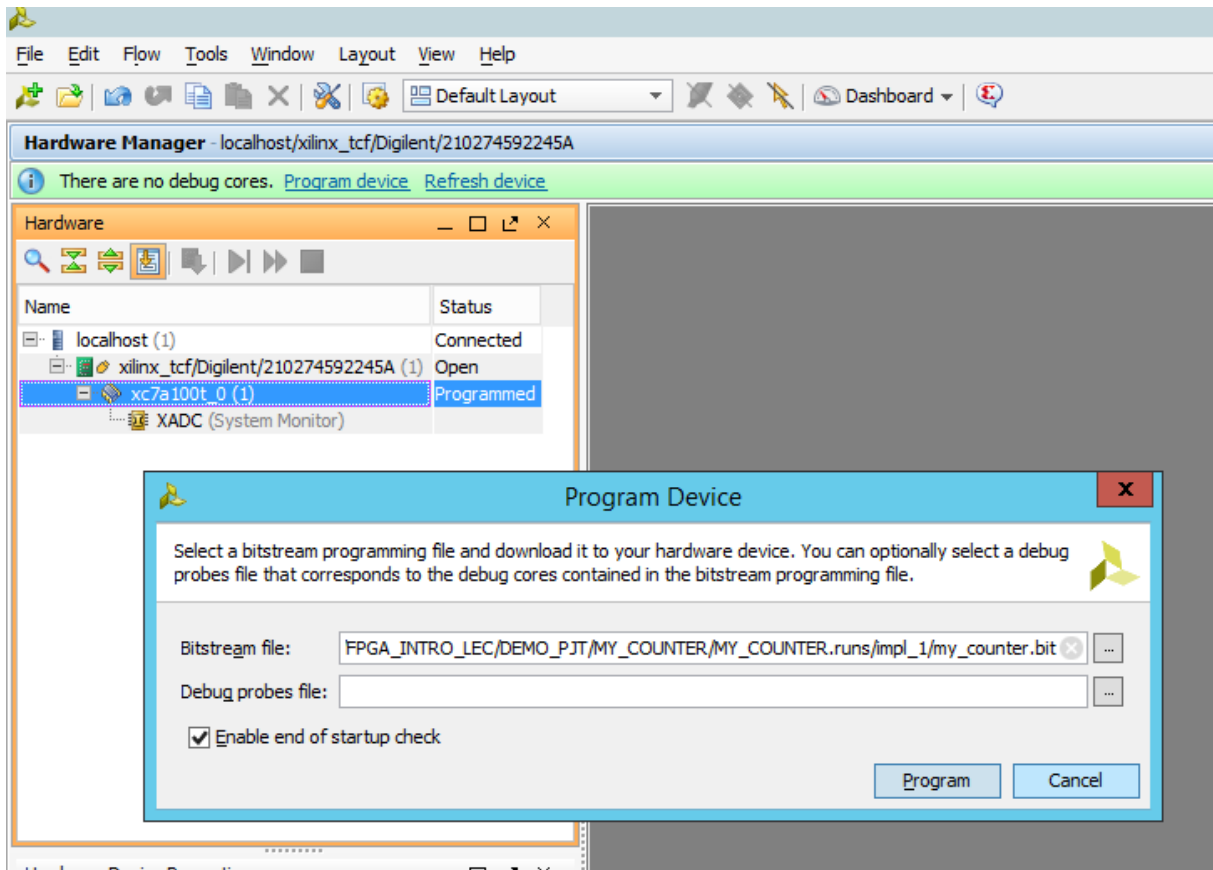 File Edit Flow Tools Window Layout View Help
Default Layout Dashboard
Hardware Manager - localhost/xilinx_tcf/Digilent/210274592245A
There are no debug cores. Program device Refresh device
Hardware
Name Status
localhost (1) Connected
xilinx_tcf/Digilent/210274592245A (1) Open
xc7a100t_0 (1) Programmed
XADC (System Monitor)
Program Device
Select a bitstream programming file and download it to your hardware device. You can optionally select a debug
probes file that corresponds to the debug cores contained in the bitstream programming file.
Bitstream file: FPGA_INTRO_LEC/DEMO_PJT/MY_COUNTER/MY_COUNTER.runs/impl_1/my_counter.bit ...
Debug probes file: ...
Enable end of startup check
Program Cancel